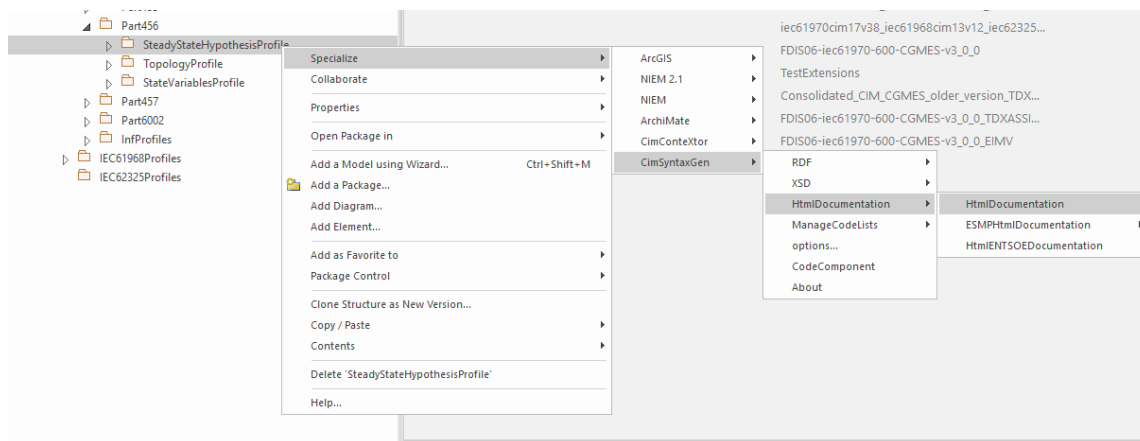 Part456
SteadyStateHypothesisProfile
TopologyProfile
StateVariablesProfile
Part457
Part6002
InfProfiles
IEC61968Profiles
IEC62325Profiles
Specialize
Collaborate
Properties
Open Package in
Add a Model using Wizard... Ctrl+Shift+M
Add a Package...
Add Diagram...
Add Element...
Add as Favorite to
Package Control
Clone Structure as New Version...
Copy / Paste
Contents
Delete 'SteadyStateHypothesisProfile'
Help...
ArcGIS
NIEM 2.1
NIEM
ArchiMate
CimConteXtor
CimSyntaxGen
RDF
XSD
HtmlDocumentation
ManageCodeLists
options...
CodeComponent
About
HtmlDocumentation
ESMPHtmlDocumentation
HtmlENTSOEDocumentation
iec61970cim17v38_iec61968cim13v12_iec62325...
FDIS06-iec61970-600-CGMES-v3_0_0
TestExtensions
Consolidated_CIM_CGMES_older_version_TDX...
FDIS06-iec61970-600-CGMES-v3_0_0_TDXASSI...
FDIS06-iec61970-600-CGMES-v3_0_0_EIMV